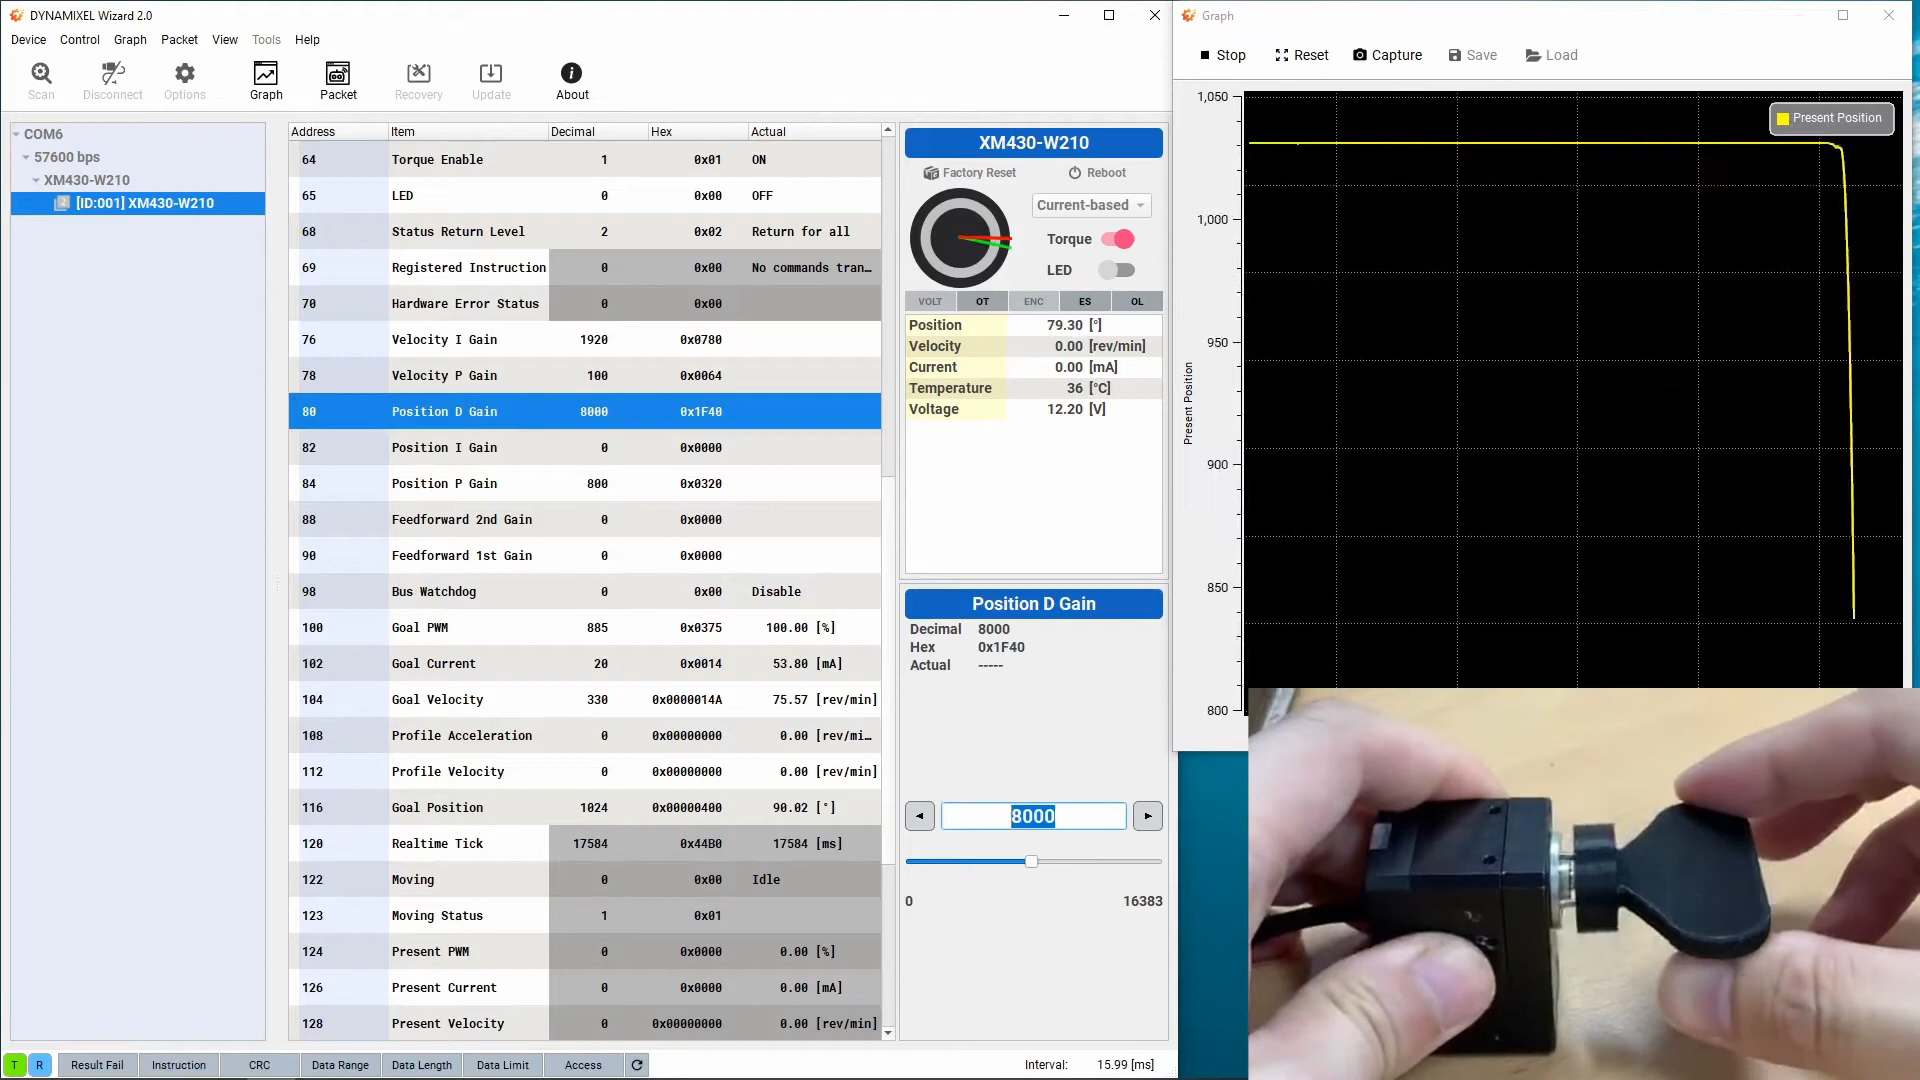 DYNAMIXEL Wizard 2.0
Device Control Graph Packet View Tools Help
Scan Disconnect Options Graph Packet Recovery Update About
COM6
57600 bps
XM430-W210
[ID:001] XM430-W210
Address Item Decimal Hex Actual
64 Torque Enable 1 0x01 ON
65 LED 0 0x00 OFF
68 Status Return Level 2 0x02 Return for all
69 Registered Instruction 0 0x00 No commands tran...
70 Hardware Error Status 0 0x00
76 Velocity I Gain 1920 0x0780
78 Velocity P Gain 100 0x0064
80 Position D Gain 8000 0x1F40
82 Position I Gain 0 0x0000
84 Position P Gain 800 0x0320
88 Feedforward 2nd Gain 0 0x0000
90 Feedforward 1st Gain 0 0x0000
98 Bus Watchdog 0 0x00 Disable
100 Goal PWM 885 0x0375 100.00 [%]
102 Goal Current 20 0x0014 53.80 [mA]
104 Goal Velocity 330 0x0000014A 75.57 [rev/min]
108 Profile Acceleration 0 0x00000000 0.00 [rev/mi...
112 Profile Velocity 0 0x00000000 0.00 [rev/min]
116 Goal Position 1024 0x00000400 90.02 [°]
120 Realtime Tick 17584 0x44B0 17584 [ms]
122 Moving 0 0x00 Idle
123 Moving Status 1 0x01
124 Present PWM 0 0x0000 0.00 [%]
126 Present Current 0 0x0000 0.00 [mA]
128 Present Velocity 0 0x00000000 0.00 [rev/min]
XM430-W210
Factory Reset Reboot
Current-based
Torque
LED
VOLT OT ENC ES OL
Position 79.30 [°]
Velocity 0.00 [rev/min]
Current 0.00 [mA]
Temperature 36 [°C]
Voltage 12.20 [V]
Position D Gain
Decimal 8000
Hex 0x1F40
Actual -----
8000
0 16383
T R Result Fail Instruction CRC Data Range Data Length Data Limit Access Interval: 15.99 [ms]
Graph
Stop Reset Capture Save Load
Present Position
1,050
1,000
950
900
850
800
Present Position